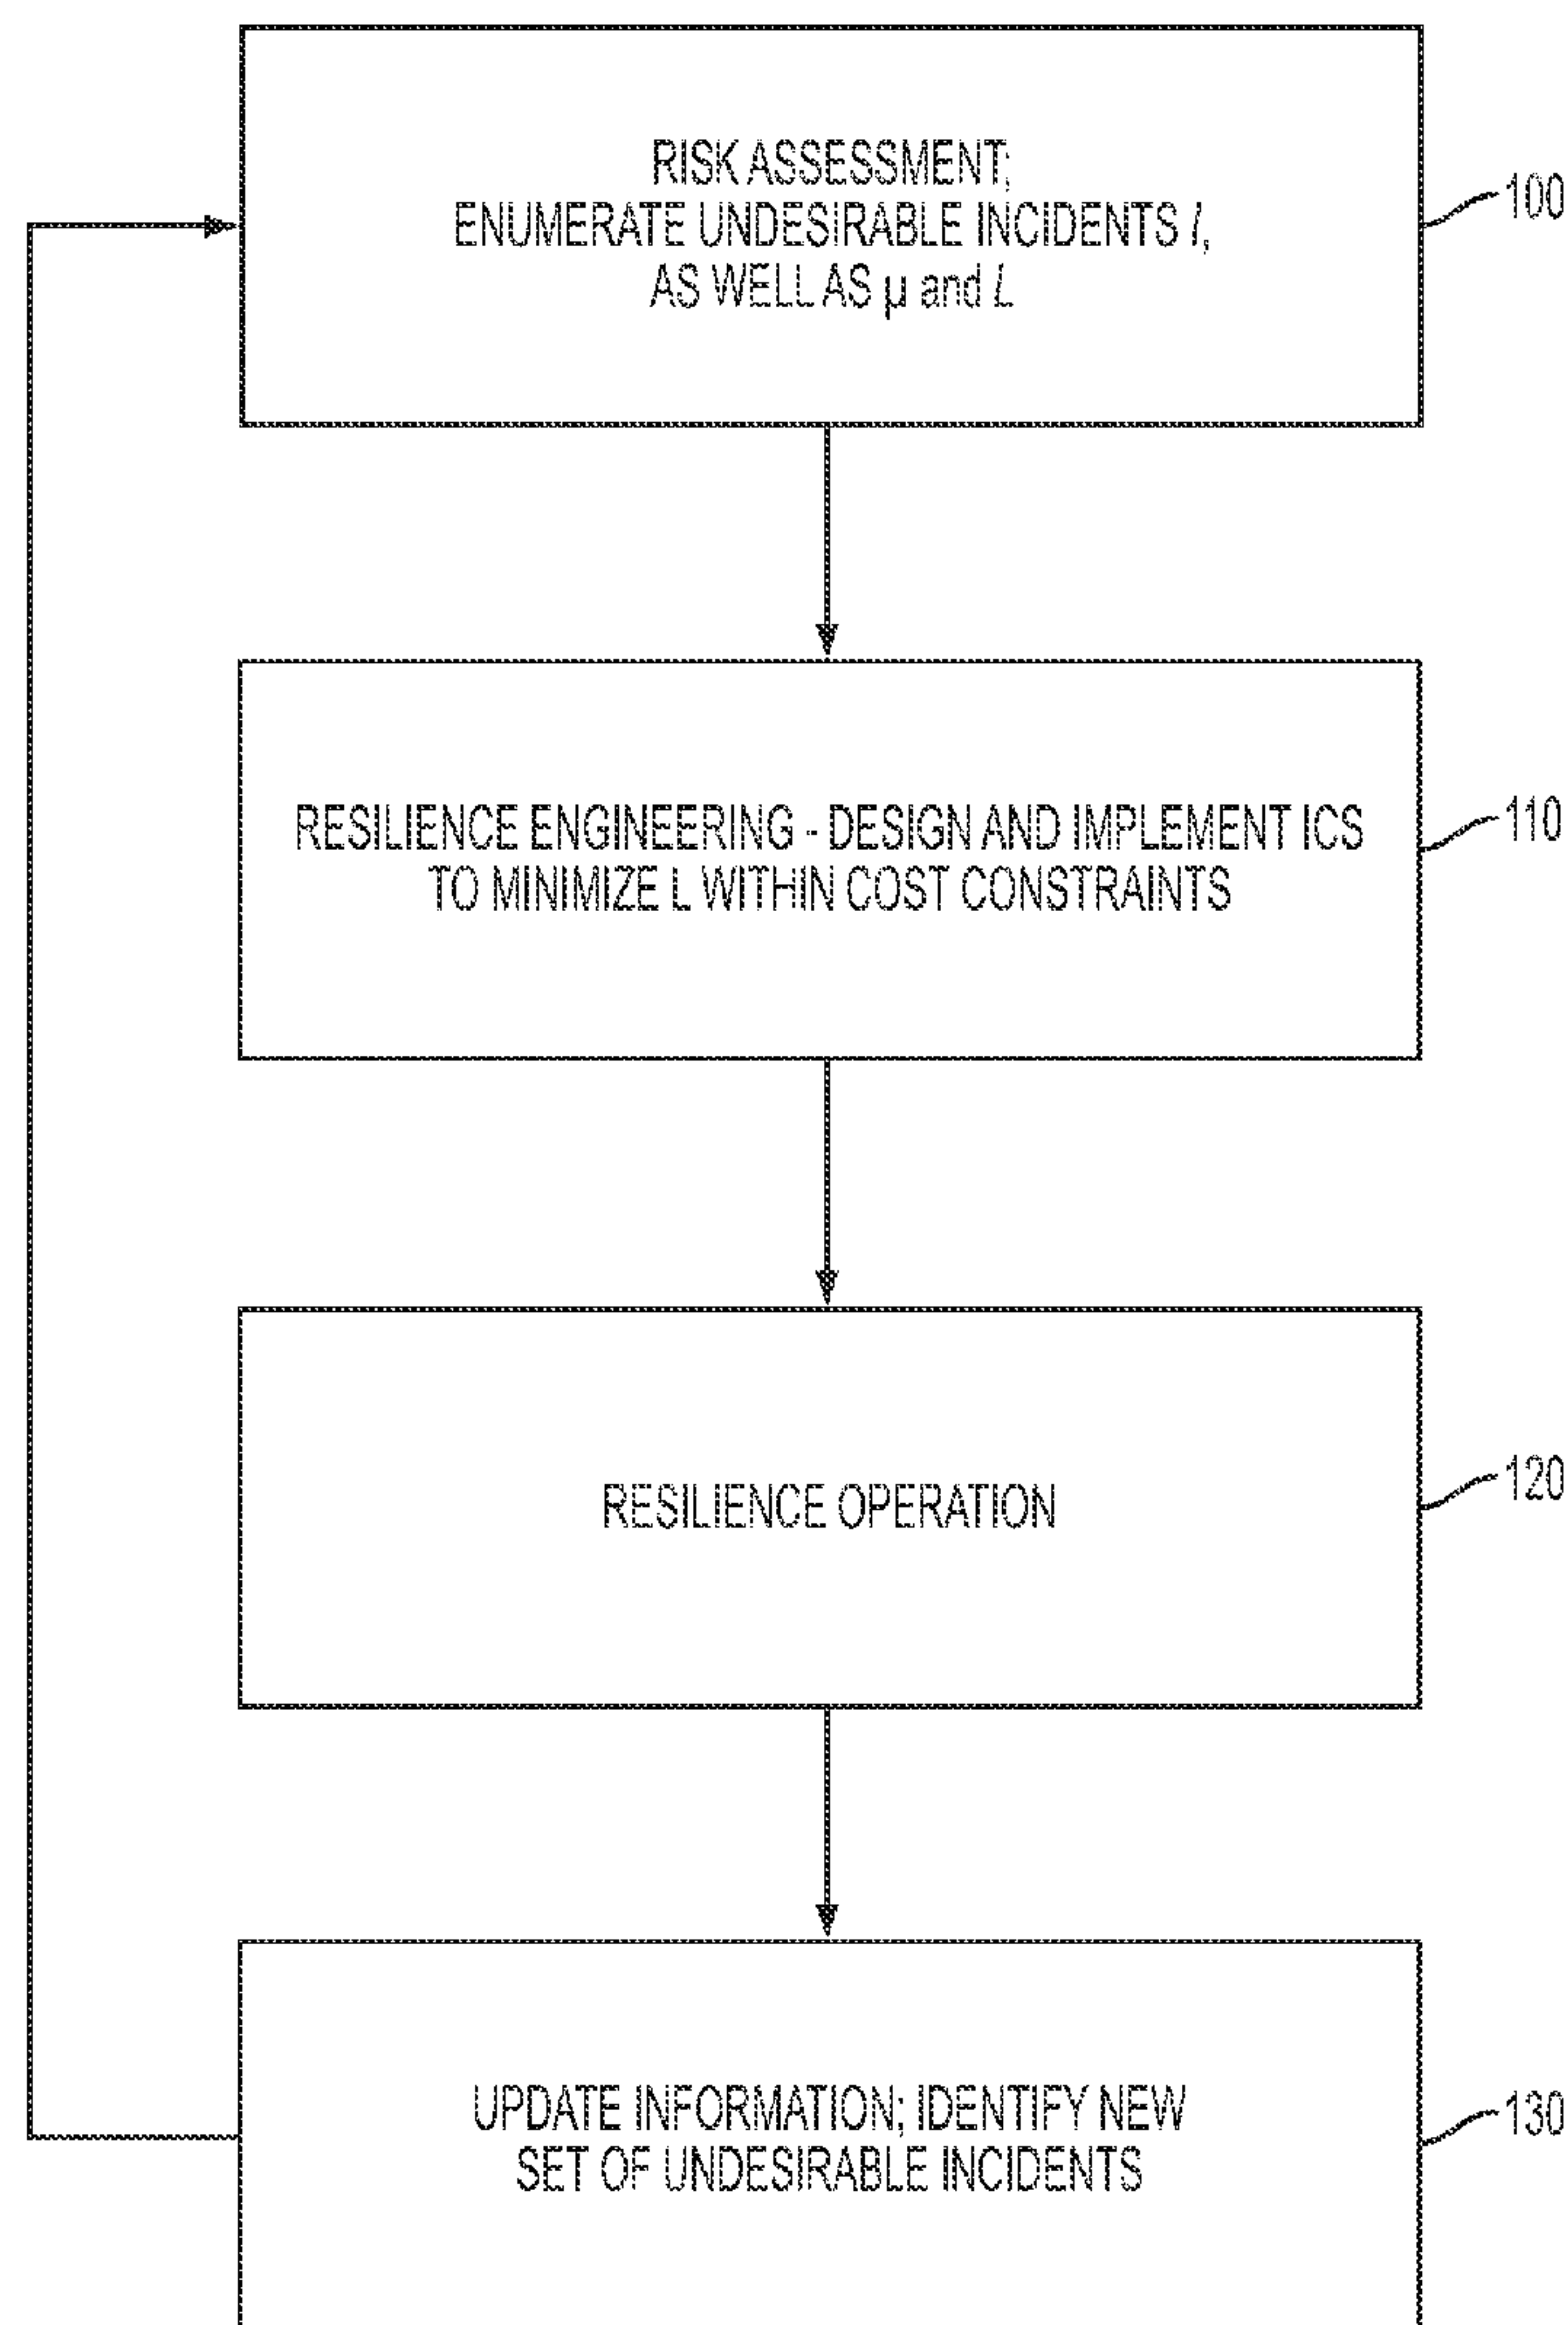 RISK ASSESSMENT;
ENUMERATE UNDESIRABLE INCIDENTS I,
AS WELL AS μ and L
100
RESILIENCE ENGINEERING - DESIGN AND IMPLEMENT ICS
TO MINIMIZE L WITHIN COST CONSTRAINTS
110
RESILIENCE OPERATION
120
UPDATE INFORMATION; IDENTIFY NEW
SET OF UNDESIRABLE INCIDENTS
130